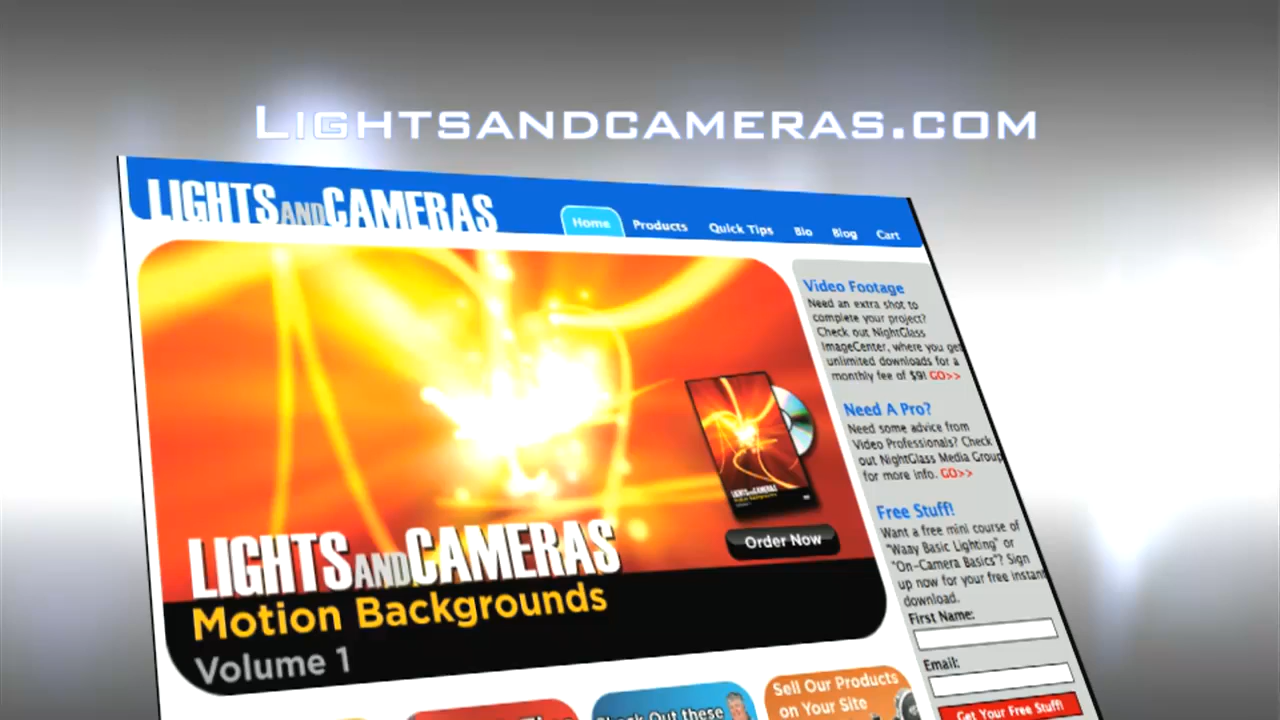 LIGHTSANDCAMERAS.COM
LIGHTS AND CAMERAS
Home Products Quick Tips Bio Blog Cart
Video Footage
Need an extra shot to
complete your project?
Check out NightGlass
ImageCenter, where you get
unlimited downloads for a
monthly fee of $9! GO>>
Need A Pro?
Need some advice from
Video Professionals? Check
out NightGlass Media Group
for more info. GO>>
Free Stuff!
Want a free mini course of
"Waay Basic Lighting" or
"On-Camera Basics"? Sign
up now for your free instant
download.
First Name:
Email:
Get Your Free Stuff!
LIGHTS AND CAMERAS
Motion Backgrounds
Volume 1
Order Now
LIGHTS AND CAMERAS
Motion Backgrounds
Check Out these
Sell Our Products
on Your Site